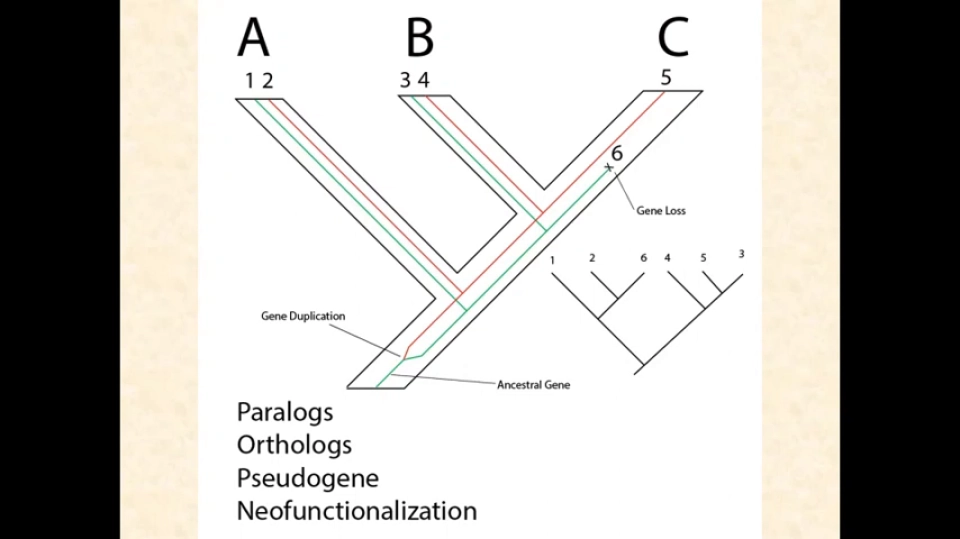 A B C
1 2 3 4 5
6
Gene Loss
1 2 6 4 5 3
Gene Duplication
Ancestral Gene
Paralogs
Orthologs
Pseudogene
Neofunctionalization